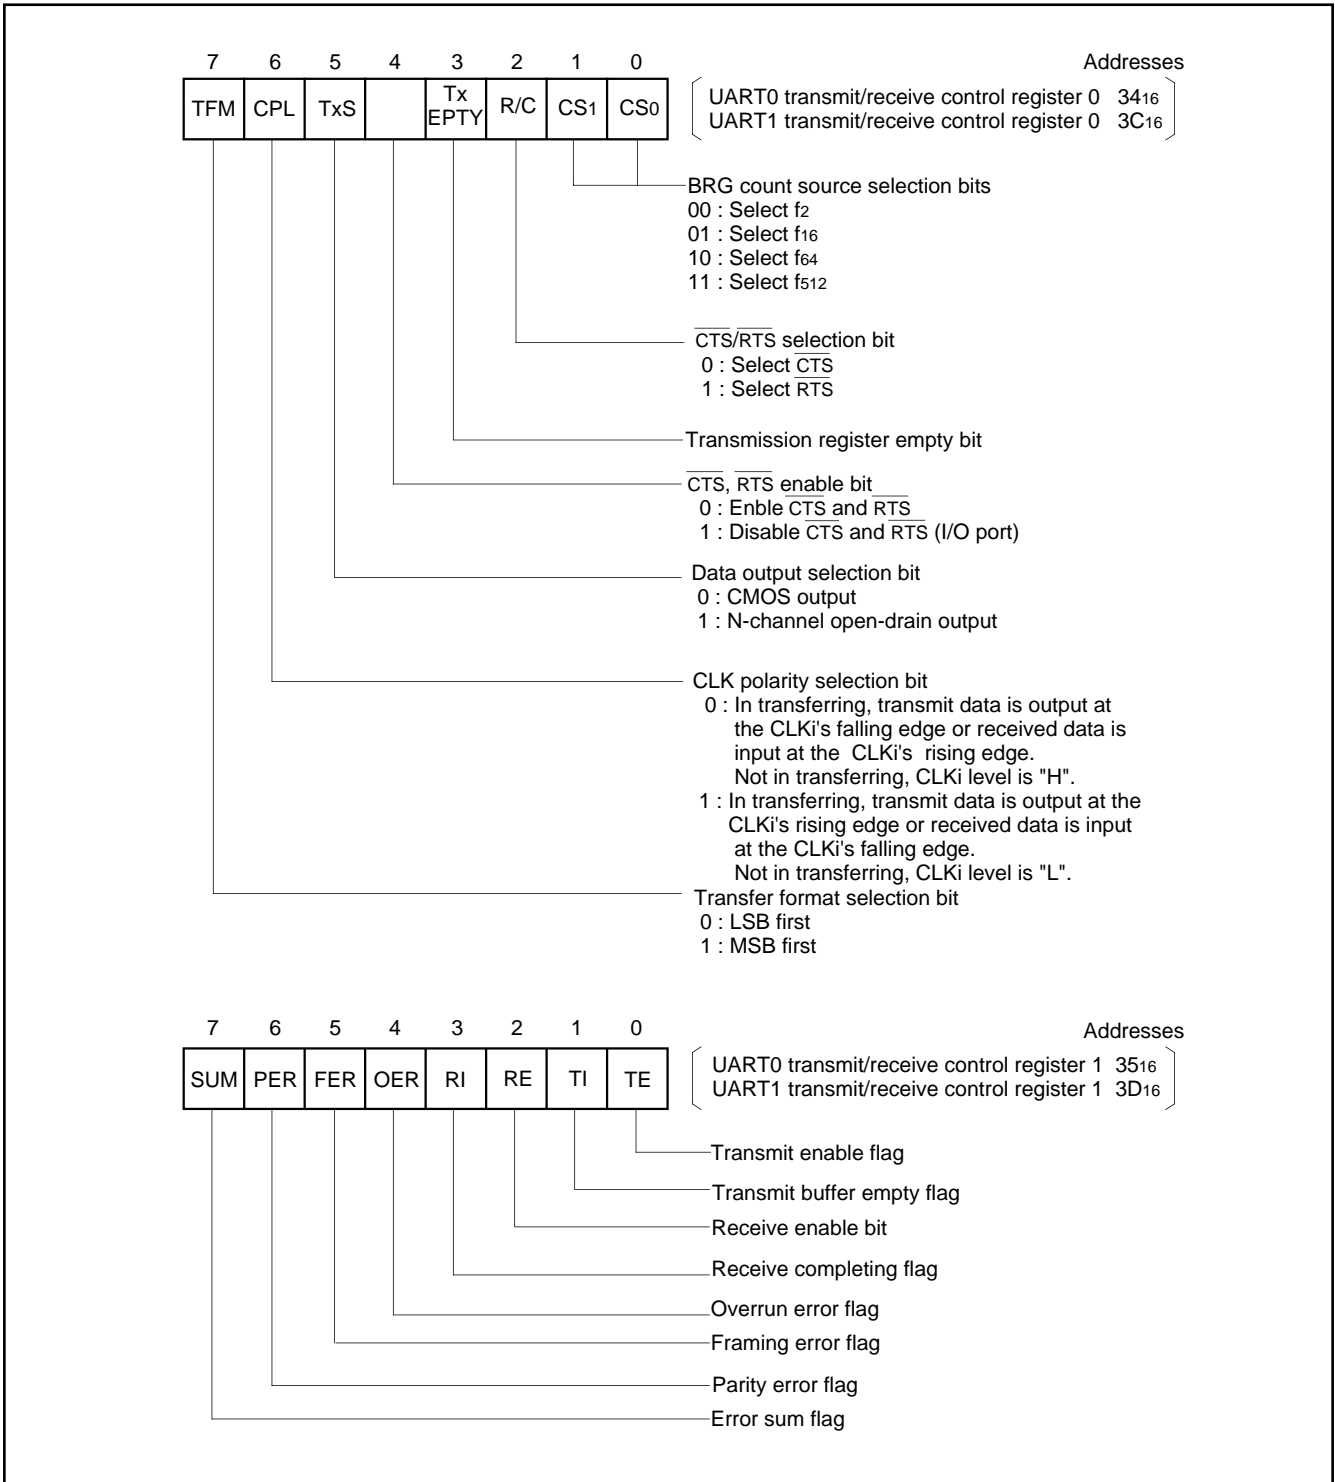 7 6 5 4 3 2 1 0 Addresses
TFM CPL TxS Tx EPTY R/C CS1 CS0
UART0 transmit/receive control register 0 3416
UART1 transmit/receive control register 0 3C16
BRG count source selection bits
00 : Select f2
01 : Select f16
10 : Select f64
11 : Select f512
CTS/RTS selection bit
0 : Select CTS
1 : Select RTS
Transmission register empty bit
CTS, RTS enable bit
0 : Enble CTS and RTS
1 : Disable CTS and RTS (I/O port)
Data output selection bit
0 : CMOS output
1 : N-channel open-drain output
CLK polarity selection bit
0 : In transferring, transmit data is output at
the CLKi's falling edge or received data is
input at the CLKi's rising edge.
Not in transferring, CLKi level is "H".
1 : In transferring, transmit data is output at the
CLKi's rising edge or received data is input
at the CLKi's falling edge.
Not in transferring, CLKi level is "L".
Transfer format selection bit
0 : LSB first
1 : MSB first
7 6 5 4 3 2 1 0 Addresses
SUM PER FER OER RI RE TI TE
UART0 transmit/receive control register 1 3516
UART1 transmit/receive control register 1 3D16
Transmit enable flag
Transmit buffer empty flag
Receive enable bit
Receive completing flag
Overrun error flag
Framing error flag
Parity error flag
Error sum flag